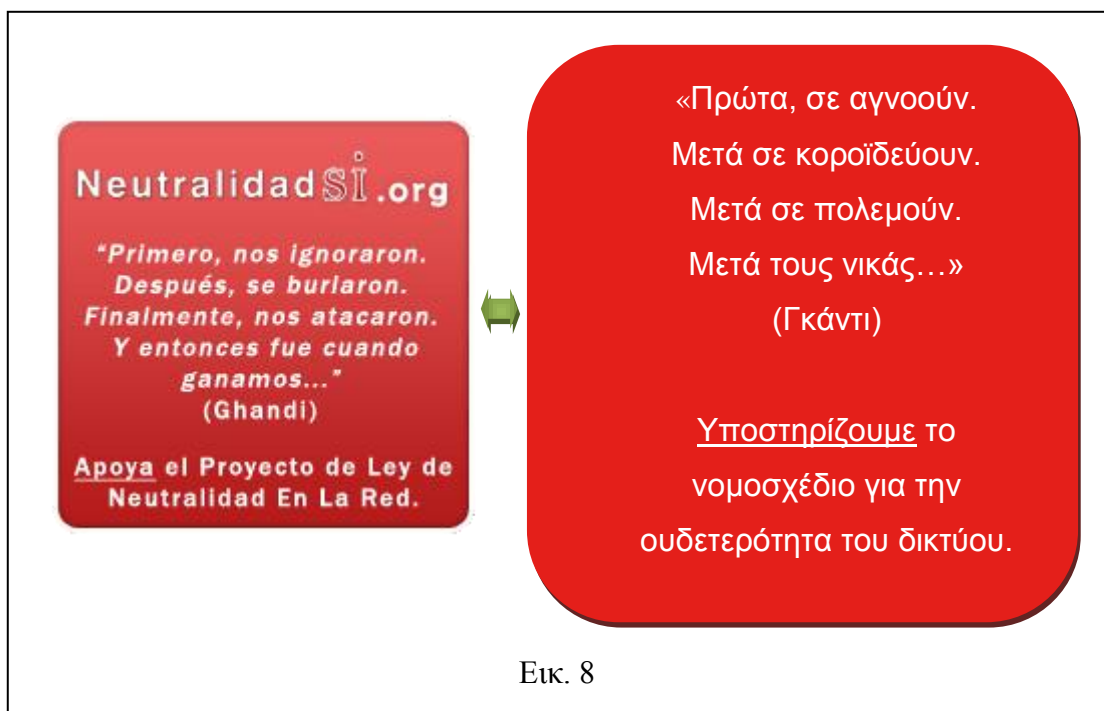 NeutralidadSÍ.org
"Primero, nos ignoraron.
Después, se burlaron.
Finalmente, nos atacaron.
Y entonces fue cuando
ganamos..."
(Ghandi)
Apoya el Proyecto de Ley de
Neutralidad En La Red.
«Πρώτα, σε αγνοούν.
Μετά σε κοροϊδεύουν.
Μετά σε πολεμούν.
Μετά τους νικάς…»
(Γκάντι)
Υποστηρίζουμε το
νομοσχέδιο για την
ουδετερότητα του δικτύου.
Εικ. 8